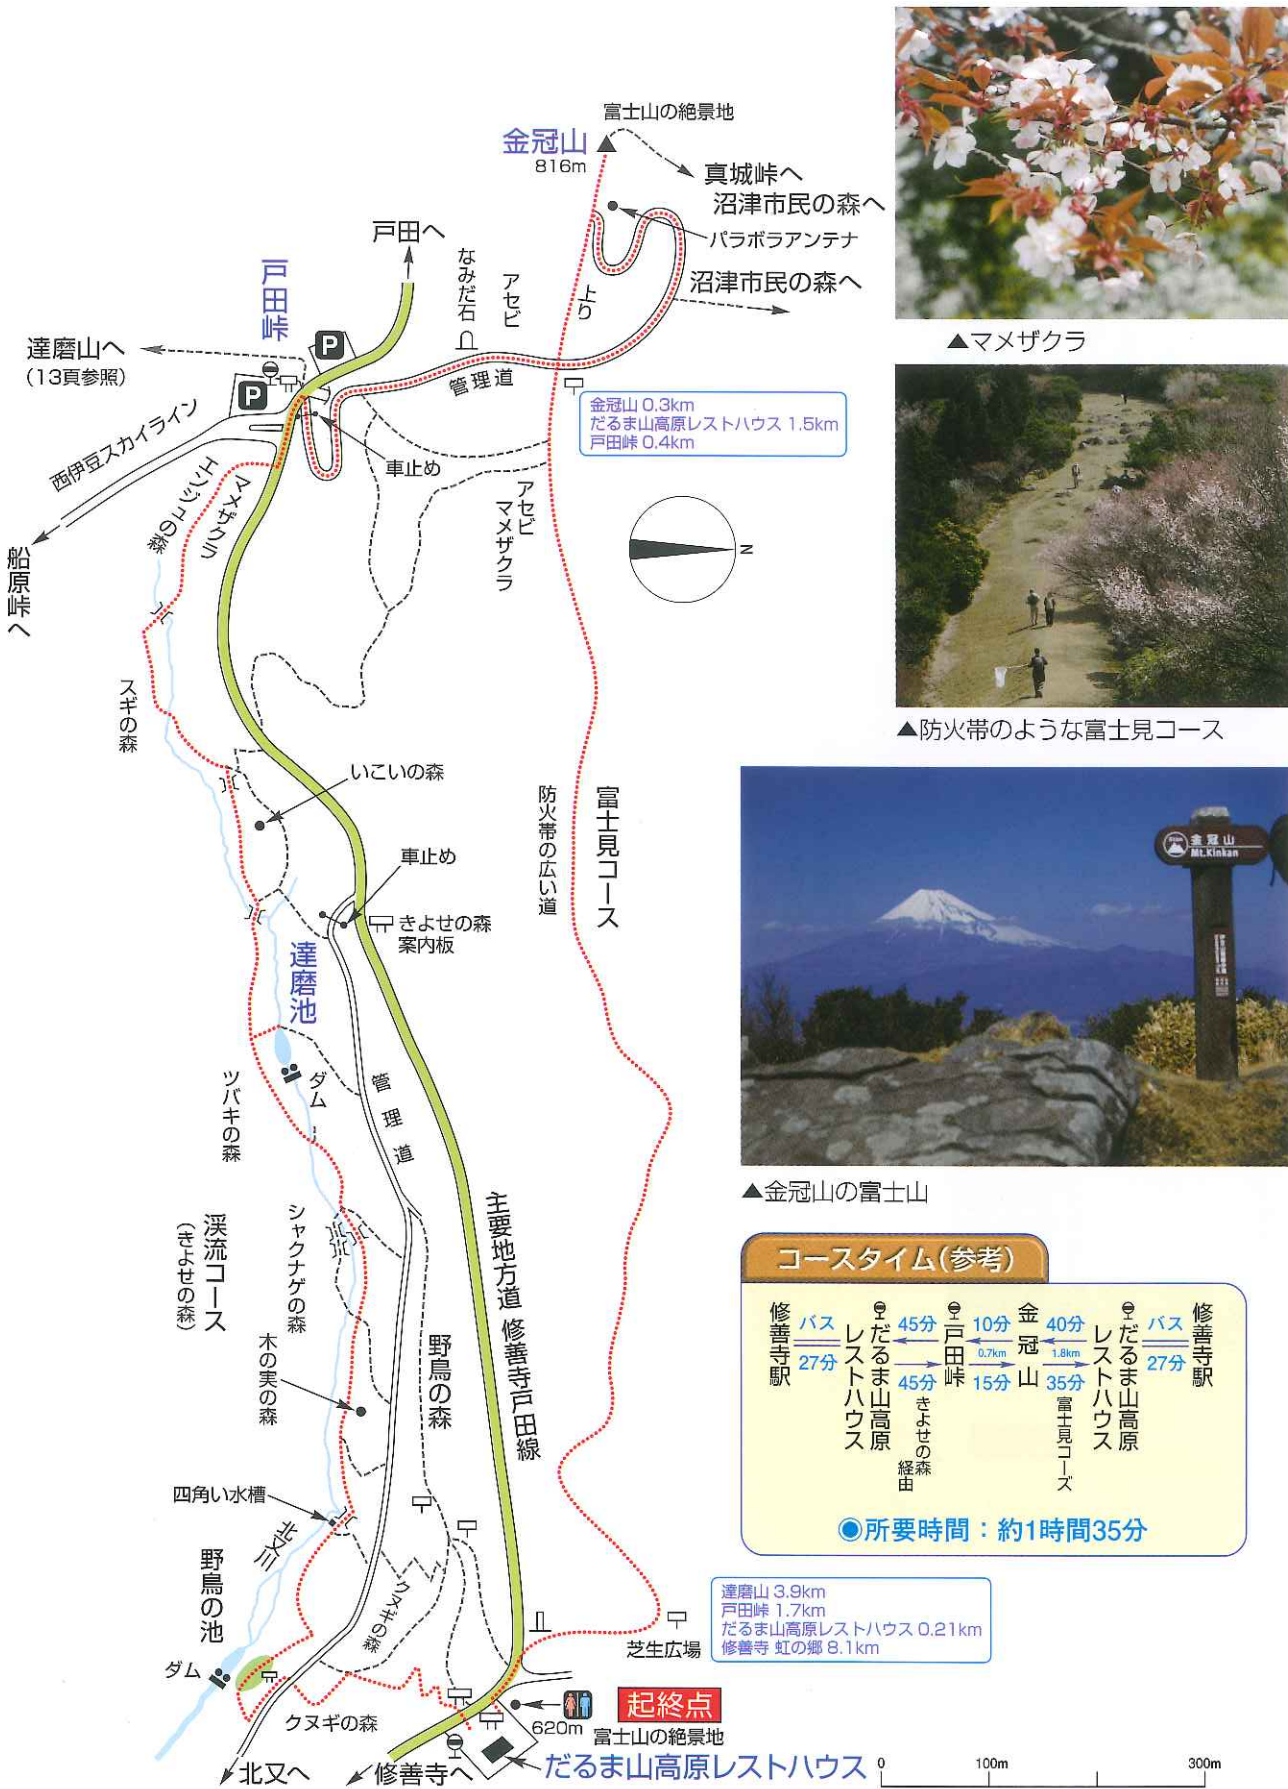 富士山の絶景地
金冠山
816m
真城峠へ
沼津市民の森へ
パラボラアンテナ
沼津市民の森へ
戸田へ
なみだ石
アセビ
上り
戸田峠
P
P
達磨山へ
(13頁参照)
管理道
西伊豆スカイライン
車止め
金冠山 0.3km
だるま山高原レストハウス 1.5km
戸田峠 0.4km
船原峠へ
エンジュの森
マメザクラ
アセビ
マメザクラ
N
スギの森
いこいの森
車止め
きよせの森
案内板
防火帯の広い道
富士見コース
達磨池
ダム
ツバキの森
管理道
渓流コース
(きよせの森)
シャクナゲの森
木の実の森
野鳥の森
主要地方道 修善寺戸田線
四角い水槽
北又川
野鳥の池
ダム
クヌギの森
クヌギの森
北又へ
修善寺へ
芝生広場
達磨山 3.9km
戸田峠 1.7km
だるま山高原レストハウス 0.21km
修善寺 虹の郷 8.1km
620m
起終点
富士山の絶景地
だるま山高原レストハウス
0 100m 300m
▲マメザクラ
▲防火帯のような富士見コース
金冠山
Mt.Kinkan
▲金冠山の富士山
コースタイム(参考)
修善寺駅
バス
27分
だるま山高原
レストハウス
45分
45分
きよせの森
経由
戸田峠
10分
0.7km
15分
金冠山
40分
1.8km
35分
富士見コーズ
だるま山高原
レストハウス
バス
27分
修善寺駅
◉所要時間：約1時間35分